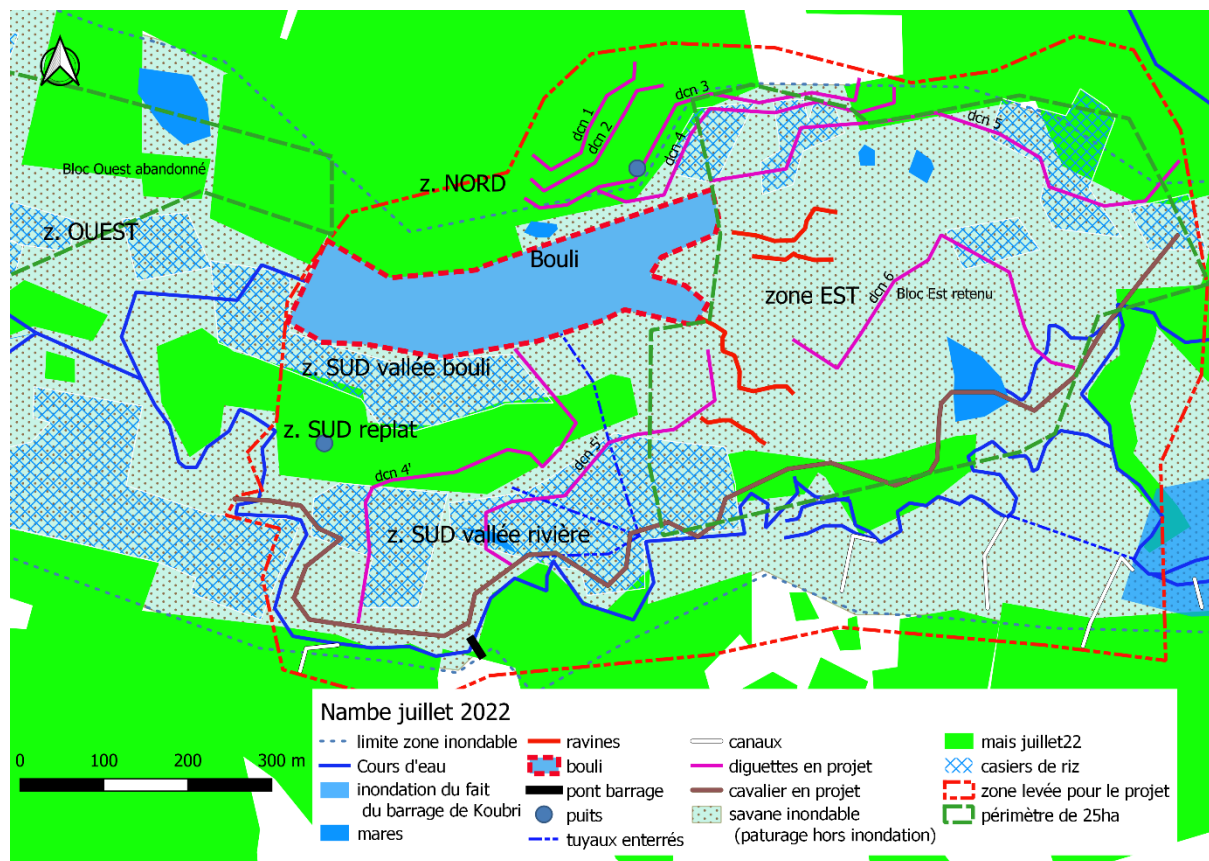 dcn 1
dcn 2
dcn 3
dcn 4
dcn 5
z. NORD
Bloc Ouest abandonné
z. OUEST
Bouli
zone EST
dcn 6
Bloc Est retenu
z. SUD vallée bouli
z. SUD replat
dcn 4'
dcn 5'
z. SUD vallée rivière
Nambe juillet 2022
limite zone inondable
Cours d'eau
inondation du fait
du barrage de Koubri
mares
ravines
bouli
pont barrage
puits
tuyaux enterrés
canaux
diguettes en projet
cavalier en projet
savane inondable
(paturage hors inondation)
mais juillet22
casiers de riz
zone levée pour le projet
périmètre de 25ha
0 100 200 300 m